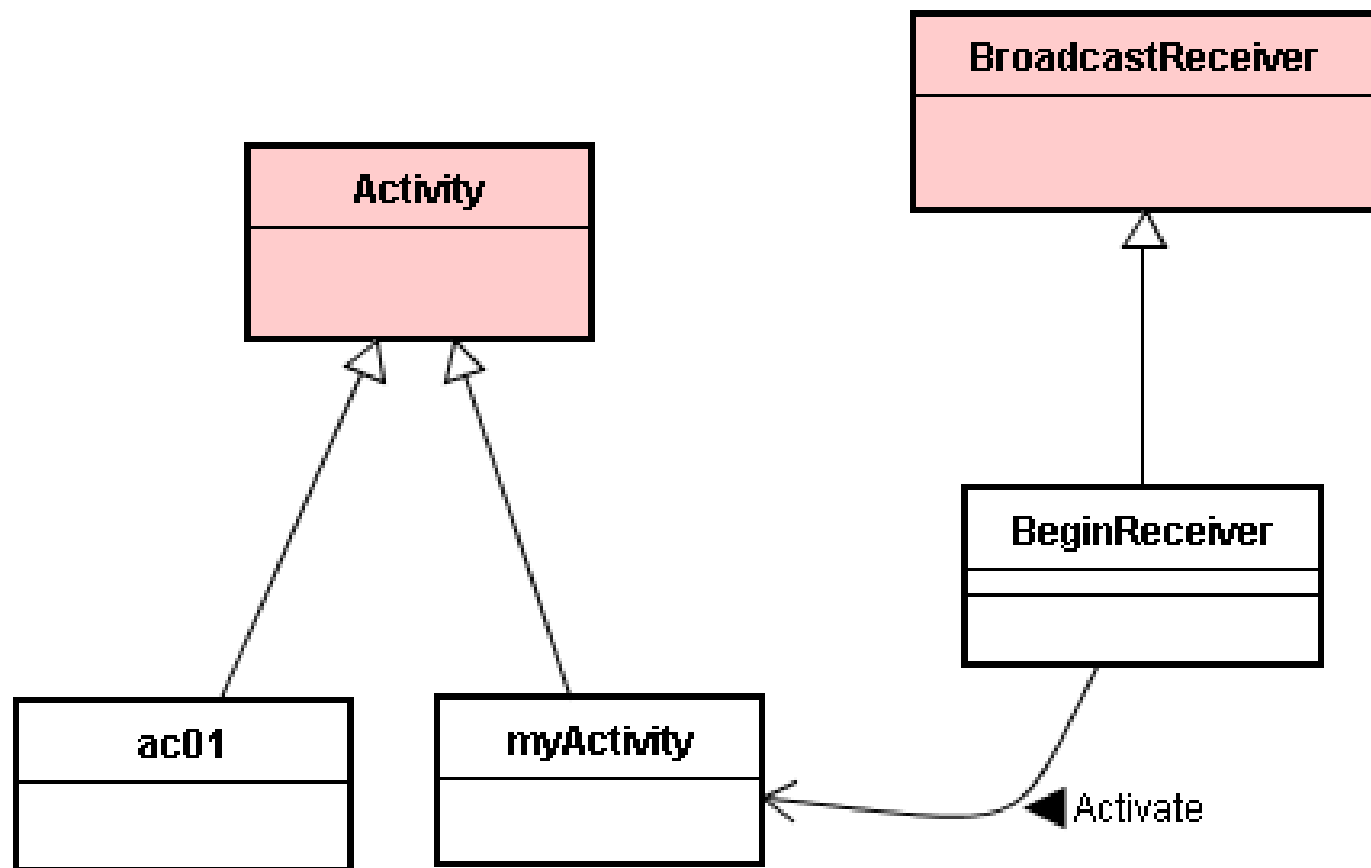 BroadcastReceiver
Activity
BeginReceiver
ac01
myActivity
Activate